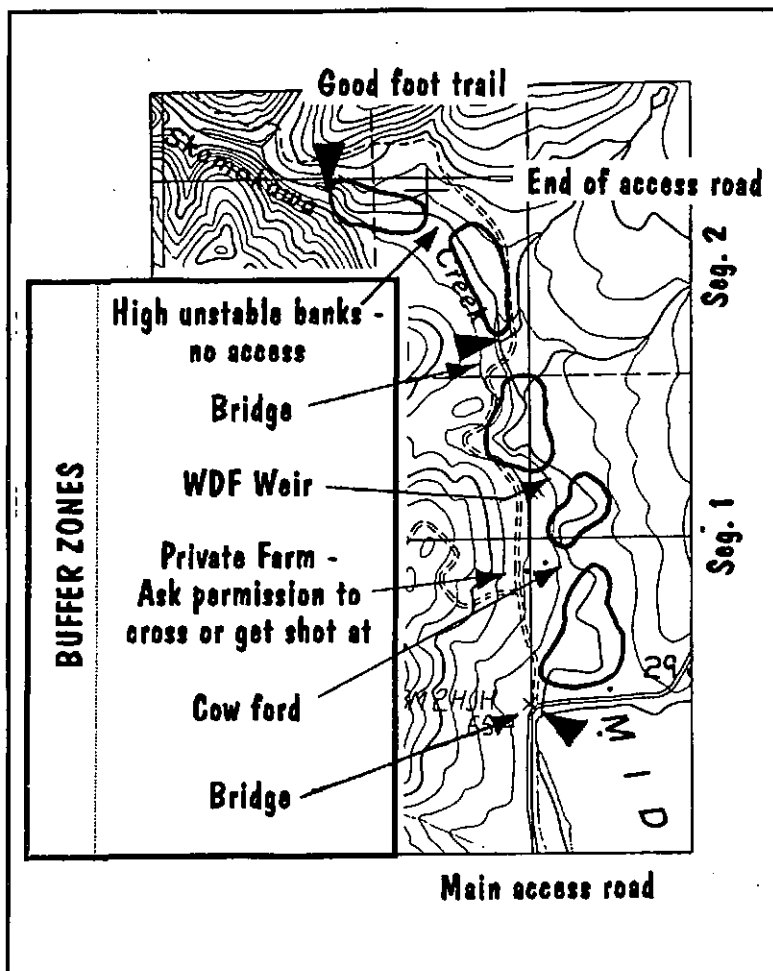 Good foot trail
Skamokawa
End of access road
Creek
Seg. 2
High unstable banks -
no access
Bridge
BUFFER ZONES
WDF Weir
Seg. 1
Private Farm -
Ask permission to
cross or get shot at
29
Cow ford
MID
Bridge
Main access road